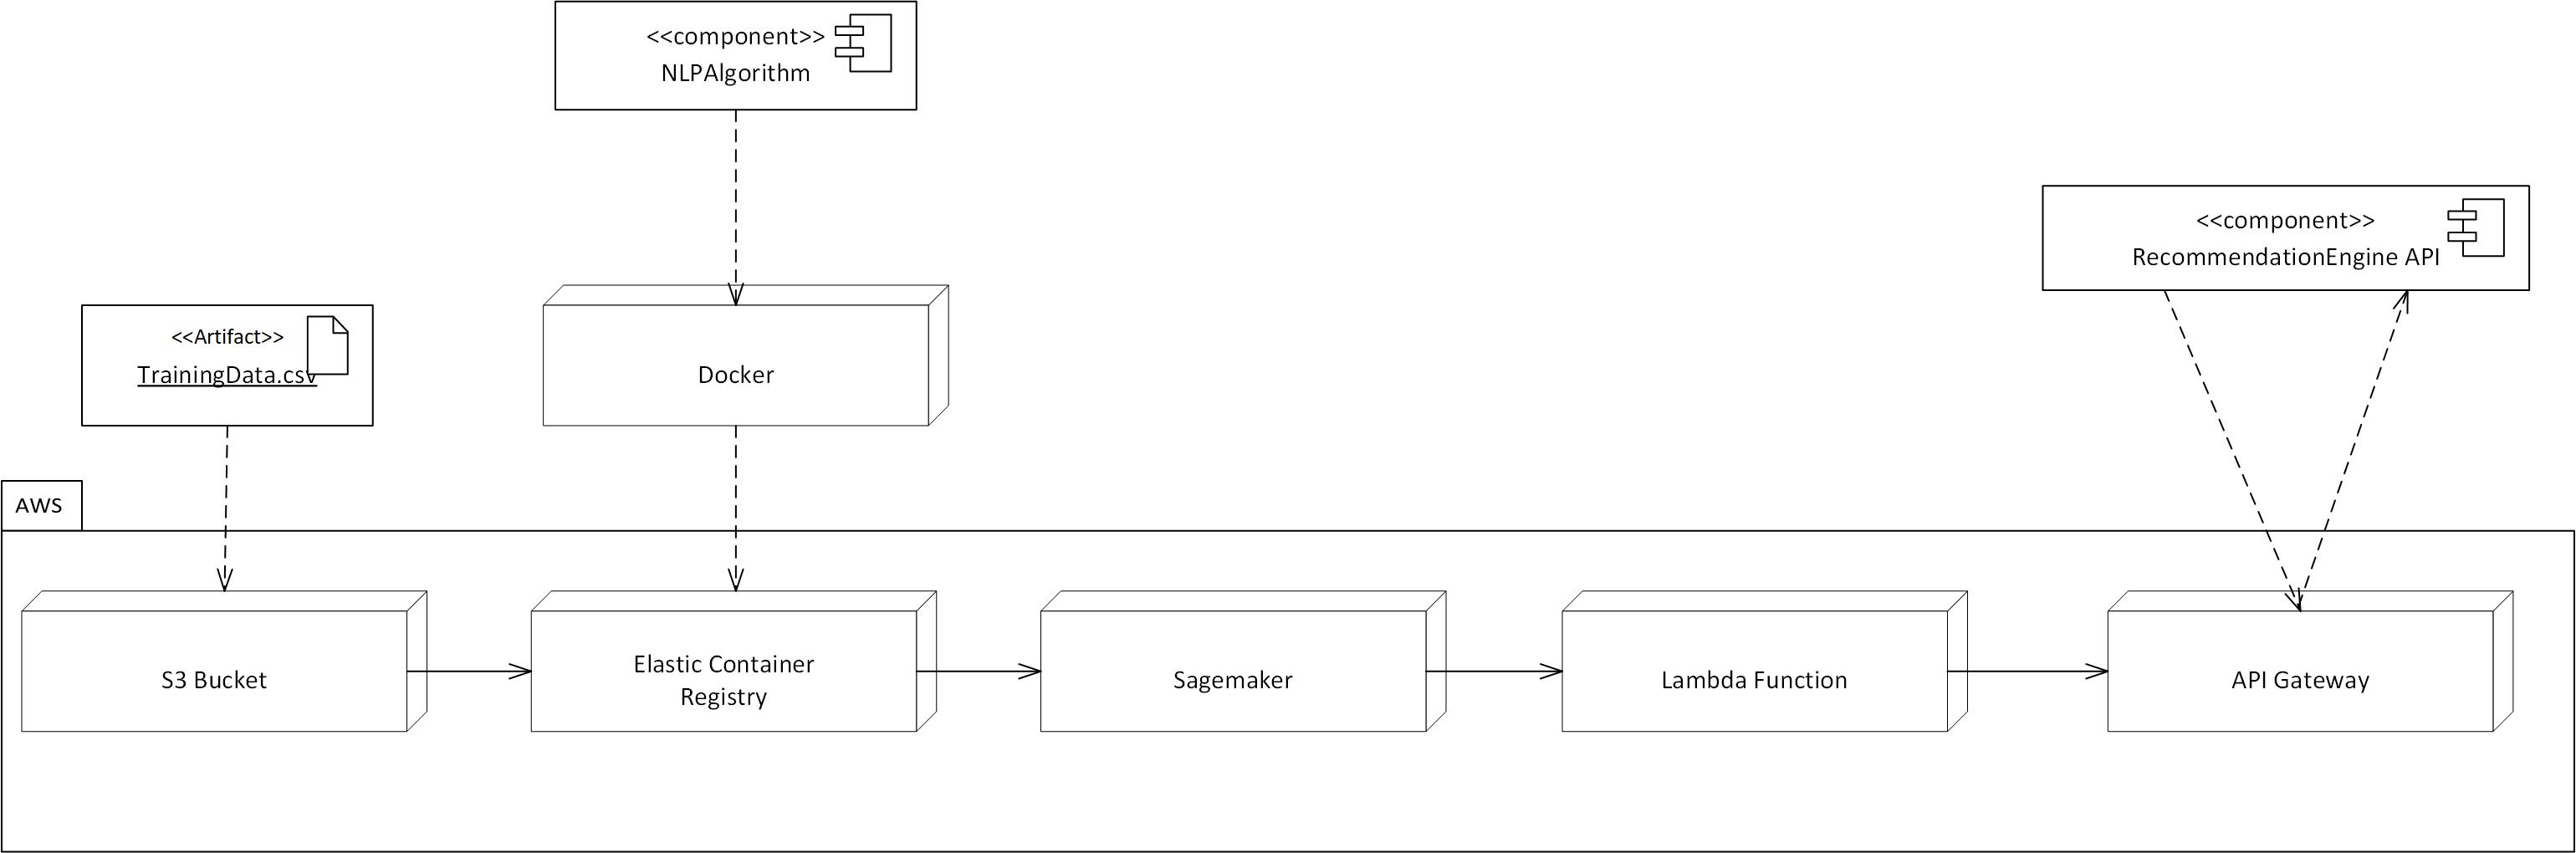 <<component>>
NLPAlgorithm
<<component>>
RecommendationEngine API
<<Artifact>>
TrainingData.csv
Docker
AWS
S3 Bucket
Elastic Container
Registry
Sagemaker
Lambda Function
API Gateway